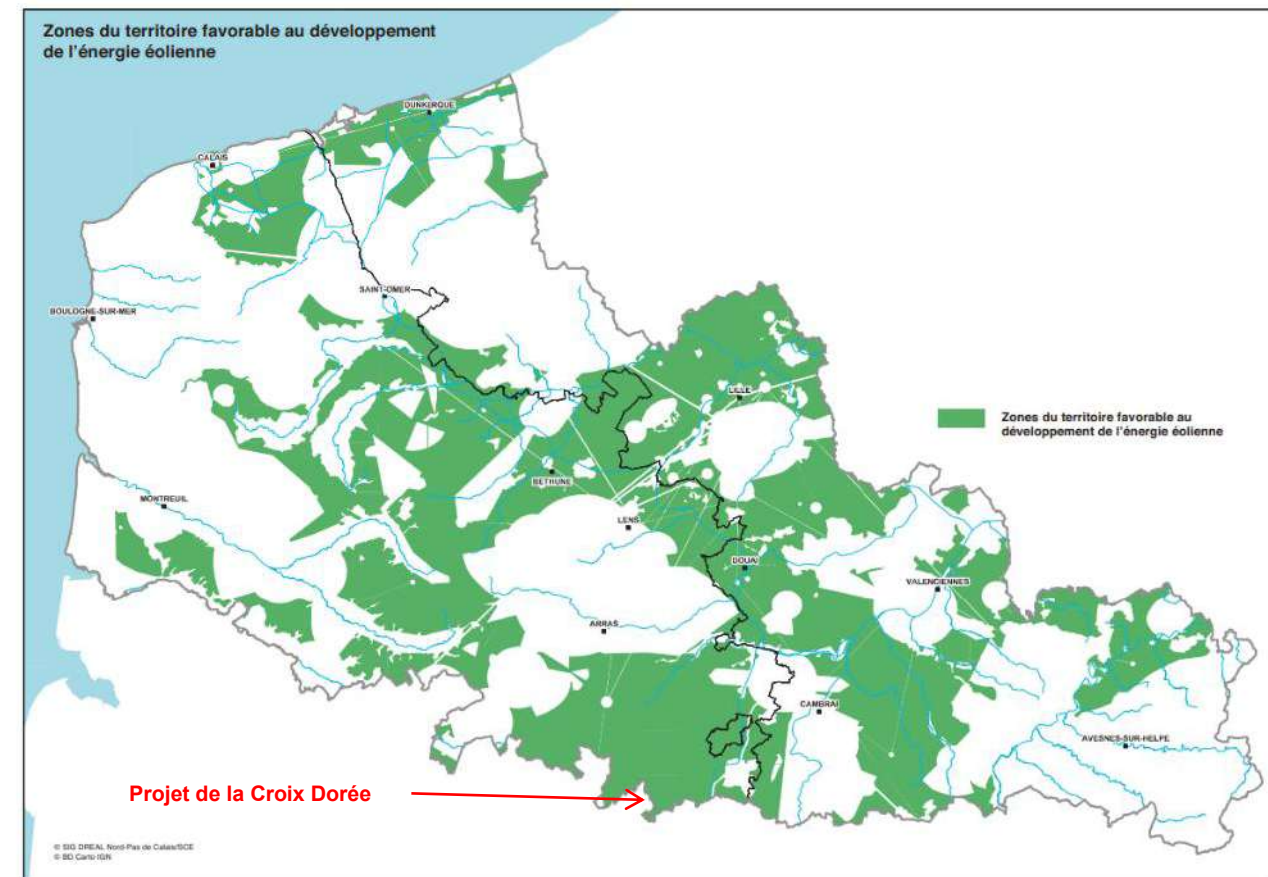 Zones du territoire favorable au développement
de l'énergie éolienne
DUNKERQUE
CALAIS
SAINT-OMER
BOULOGNE-SUR-MER
LILLE
Zones du territoire favorable au
développement de l'énergie éolienne
BETHUNE
MONTREUIL
LENS
DOUAI
VALENCIENNES
ARRAS
CAMBRAI
AVESNES-SUR-HELPE
Projet de la Croix Dorée
© SIG DREAL Nord-Pas de Calais/SCE
© BD Carto IGN